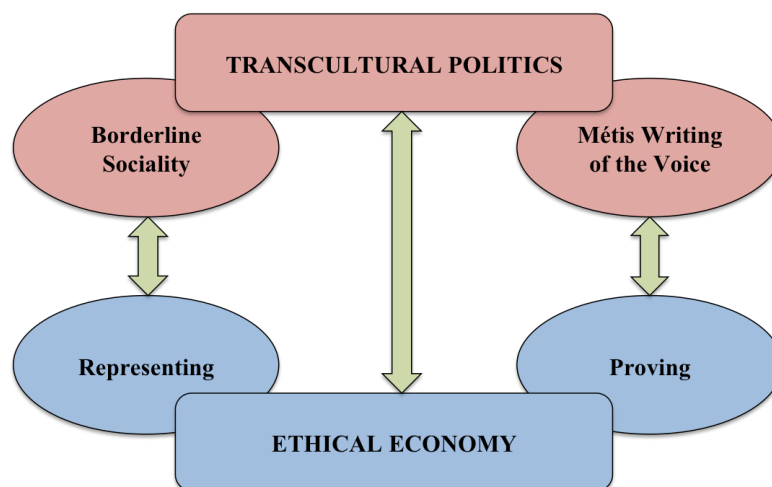 TRANSCULTURAL POLITICS
Borderline
Sociality
Métis Writing
of the Voice
Representing
Proving
ETHICAL ECONOMY